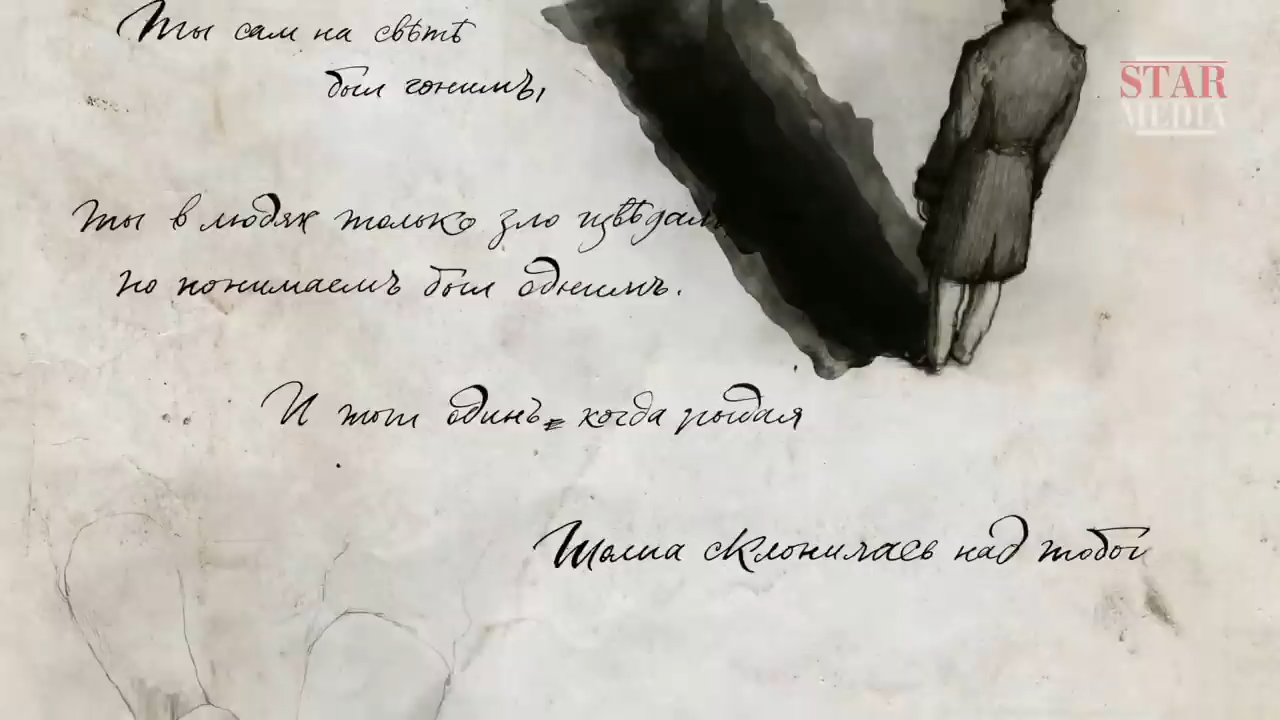 Ты сам на свѣтѣ
был гонимъ,
STAR
MEDIA
Ты в людях только зло извѣдалъ
но понимаемъ был однимъ.
И тот одинъ, когда рыдая
Толпа склонилась над тобой